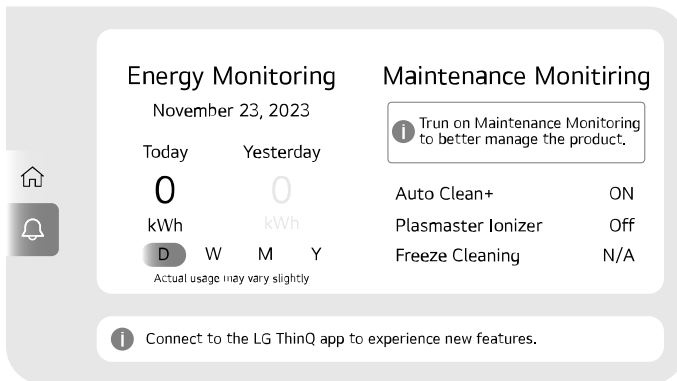 Energy Monitoring
November 23, 2023
Today Yesterday
0 0
kWh kWh
D W M Y
Actual usage may vary slightly
Maintenance Monitiring
i Trun on Maintenance Monitoring
to better manage the product.
Auto Clean+ ON
Plasmaster Ionizer Off
Freeze Cleaning N/A
i Connect to the LG ThinQ app to experience new features.